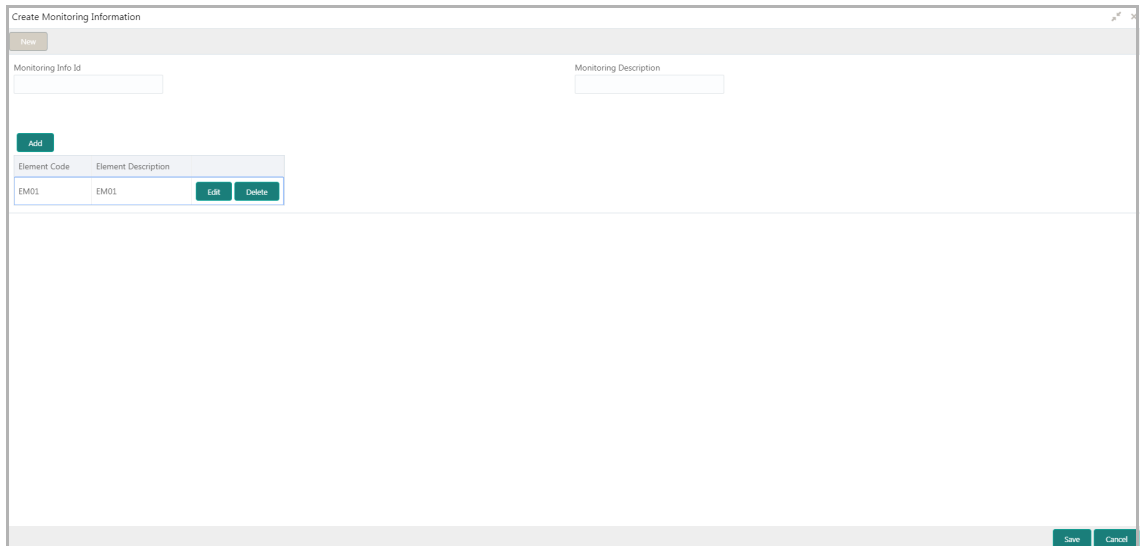 Create Monitoring Information
New
Monitoring Info Id Monitoring Description
Add
Element Code Element Description
EM01 EM01 Edit Delete
Save Cancel